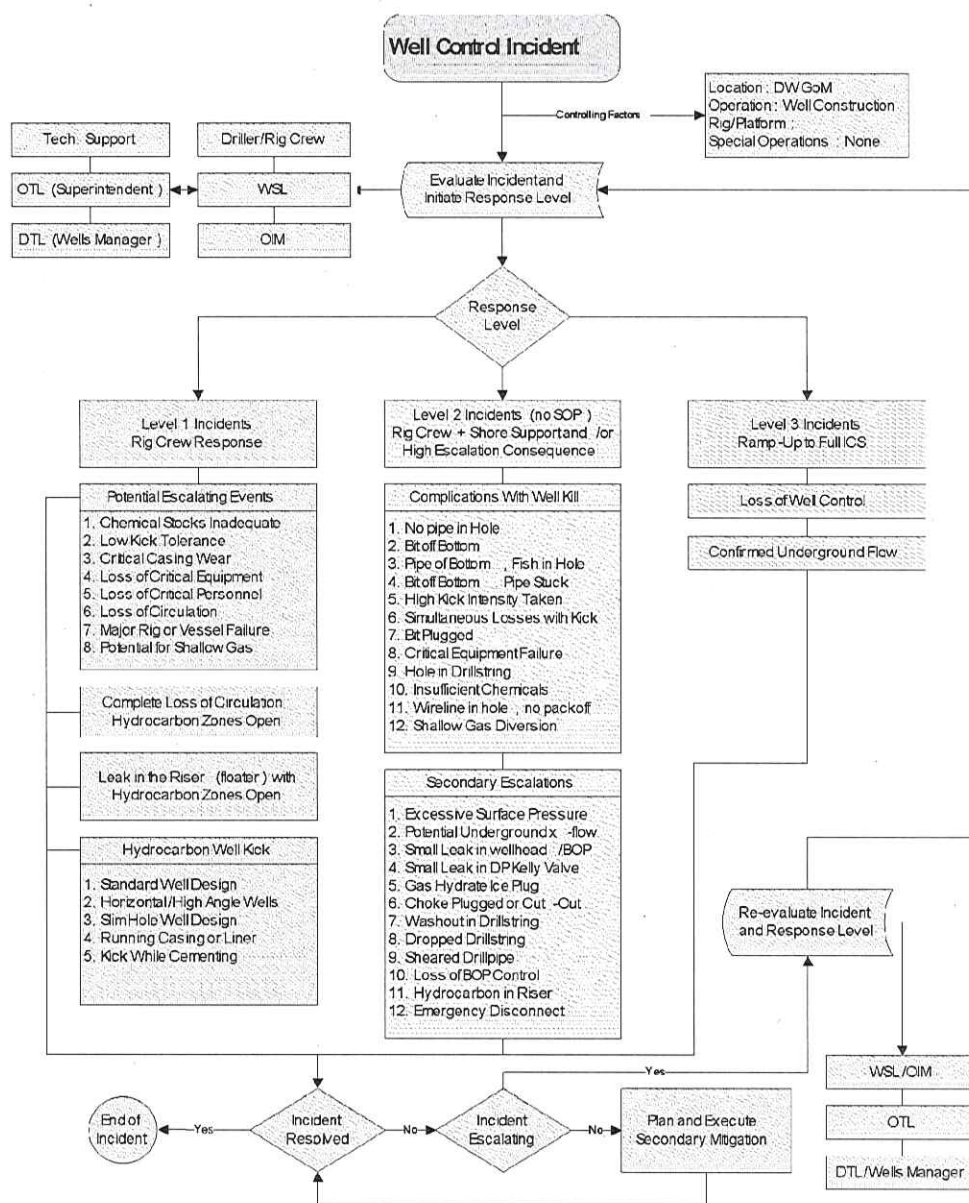 Well Control Incident
Controlling Factors
Location : DW GoM
Operation : Well Construction
Rig/Platform :
Special Operations : None
Tech. Support
OTL (Superintendent )
DTL (Wells Manager )
Driller/Rig Crew
WSL
OIM
Evaluate Incident and
Initiate Response Level
Response
Level
Level 1 Incidents
Rig Crew Response
Potential Escalating Events
1. Chemical Stocks Inadequate
2. Low Kick Tolerance
3. Critical Casing Wear
4. Loss of Critical Equipment
5. Loss of Critical Personnel
6. Loss of Circulation
7. Major Rig or Vessel Failure
8. Potential for Shallow Gas
Complete Loss of Circulation
Hydrocarbon Zones Open
Leak in the Riser (floater ) with
Hydrocarbon Zones Open
Hydrocarbon Well Kick
1. Standard Well Design
2. Horizontal/High Angle Wells
3. Slim Hole Well Design
4. Running Casing or Liner
5. Kick While Cementing
Level 2 Incidents (no SOP )
Rig Crew + Shore Support and /or
High Escalation Consequence
Complications With Well Kill
1. No pipe in Hole
2. Bit off Bottom
3. Pipe of Bottom , Fish in Hole
4. Bit off Bottom Pipe Stuck
5. High Kick Intensity Taken
6. Simultaneous Losses with Kick
7. Bit Plugged
8. Critical Equipment Failure
9. Hole in Drillstring
10. Insufficient Chemicals
11. Wireline in hole , no packoff
12. Shallow Gas Diversion
Secondary Escalations
1. Excessive Surface Pressure
2. Potential Underground x -flow
3. Small Leak in wellhead /BOP
4. Small Leak in DP Kelly Valve
5. Gas Hydrate Ice Plug
6. Choke Plugged or Cut -Out
7. Washout in Drillstring
8. Dropped Drillstring
9. Sheared Drillpipe
10. Loss of BOP Control
11. Hydrocarbon in Riser
12. Emergency Disconnect
Level 3 Incidents
Ramp -Up to Full ICS
Loss of Well Control
Confirmed Underground Flow
Re-evaluate Incident
and Response Level
WSL /OIM
OTL
DTL/Wells Manager
End of
Incident
Yes
Incident
Resolved
No
Incident
Escalating
Yes
No
Plan and Execute
Secondary Mitigation